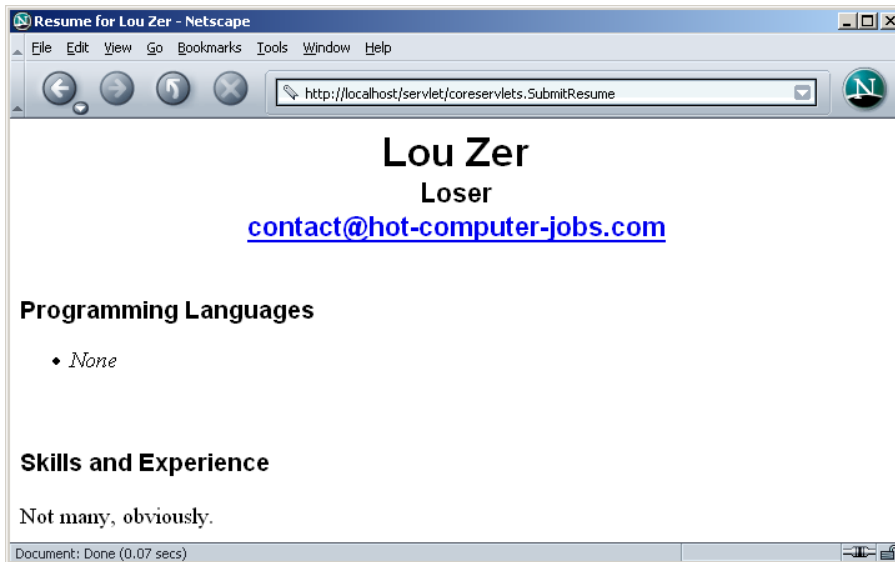 Resume for Lou Zer - Netscape
File Edit View Go Bookmarks Tools Window Help
http://localhost/servlet/coreservlets.SubmitResume
N
Lou Zer
Loser
contact@hot-computer-jobs.com
Programming Languages
• None
Skills and Experience
Not many, obviously.
Document: Done (0.07 secs)